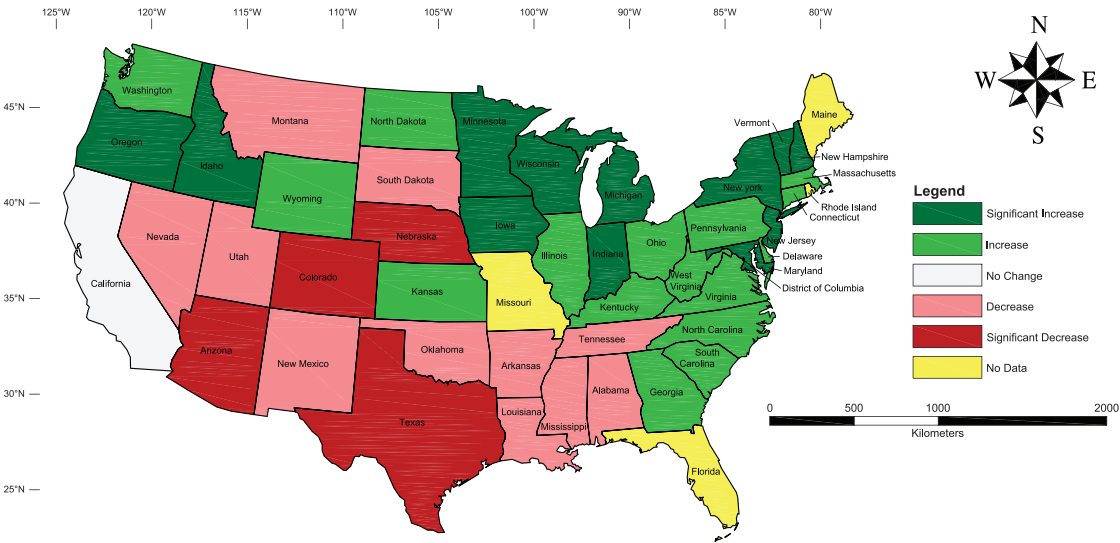 125°W
120°W
115°W
110°W
105°W
100°W
95°W
90°W
85°W
80°W
N
W
E
S
45°N
40°N
35°N
30°N
25°N
Washington
Oregon
Idaho
Montana
North Dakota
Minnesota
Wisconsin
Michigan
Wyoming
South Dakota
Iowa
Nebraska
Nevada
Utah
Colorado
California
Kansas
Missouri
Illinois
Indiana
Ohio
Pennsylvania
New york
Vermont
Maine
New Hampshire
Massachusetts
Rhode Island
Connecticut
New Jersey
Delaware
Maryland
District of Columbia
West
Virginia
Virginia
Kentucky
North Carolina
South
Carolina
Tennessee
Georgia
Alabama
Mississippi
Arkansas
Louisiana
Oklahoma
Texas
New Mexico
Arizona
Florida
Legend
Significant Increase
Increase
No Change
Decrease
Significant Decrease
No Data
0
500
1000
2000
Kilometers